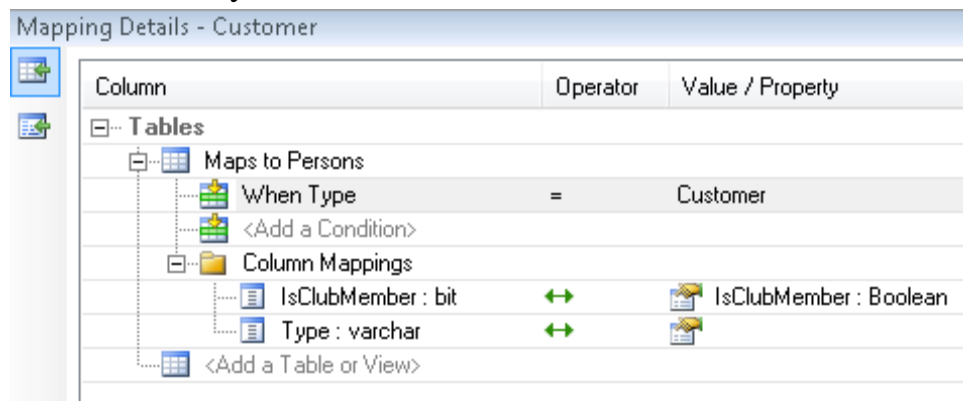 Mapping Details - Customer
Column Operator Value / Property
Tables
Maps to Persons
When Type = Customer
<Add a Condition>
Column Mappings
IsClubMember : bit IsClubMember : Boolean
Type : varchar
<Add a Table or View>